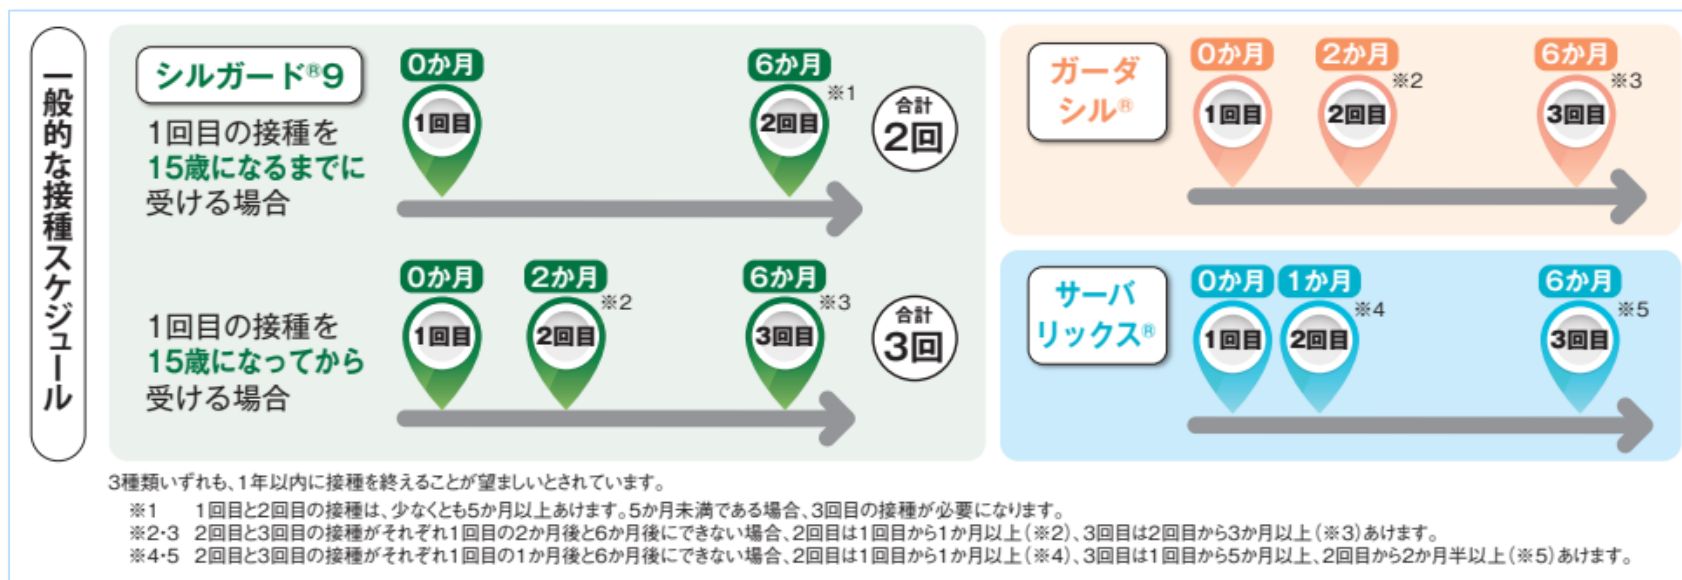 一般的な接種スケジュール
シルガード®9
1回目の接種を
15歳になるまでに
受ける場合
0か月
1回目
6か月
※1
2回目
合計
2回
1回目の接種を
15歳になってから
受ける場合
0か月
1回目
2か月
※2
2回目
6か月
※3
3回目
合計
3回
ガーダ
シル®
0か月
1回目
2か月
※2
2回目
6か月
※3
3回目
サーバ
リックス®
0か月
1回目
1か月
※4
2回目
6か月
※5
3回目
3種類いずれも、1年以内に接種を終えることが望ましいとされています。
※1 1回目と2回目の接種は、少なくとも5か月以上あけます。5か月未満である場合、3回目の接種が必要になります。
※2・3 2回目と3回目の接種がそれぞれ1回目の2か月後と6か月後にできない場合、2回目は1回目から1か月以上(※2)、3回目は2回目から3か月以上(※3)あけます。
※4・5 2回目と3回目の接種がそれぞれ1回目の1か月後と6か月後にできない場合、2回目は1回目から1か月以上(※4)、3回目は1回目から5か月以上、2回目から2か月半以上(※5)あけます。